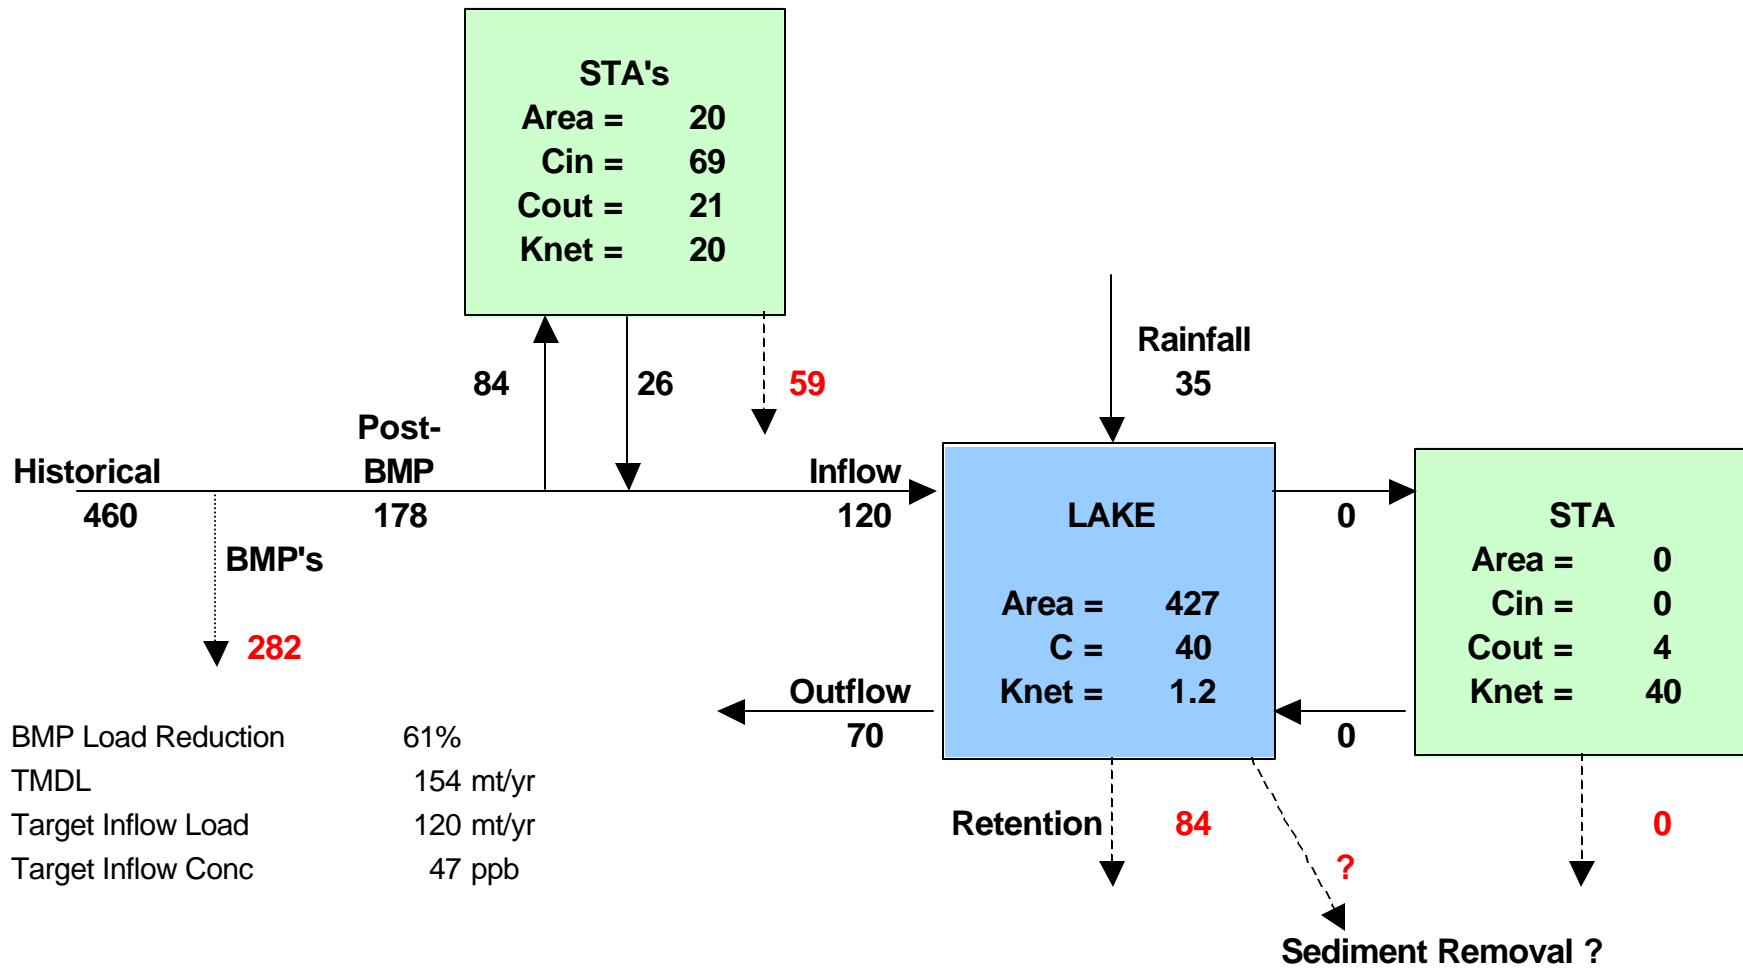 STA's
Area = 20
Cin = 69
Cout = 21
Knet = 20
84
26
59
Rainfall
35
Historical
460
Post-
BMP
178
Inflow
120
BMP's
282
LAKE
Area = 427
C = 40
Knet = 1.2
0
0
STA
Area = 0
Cin = 0
Cout = 4
Knet = 40
Outflow
70
BMP Load Reduction 61%
TMDL 154 mt/yr
Target Inflow Load 120 mt/yr
Target Inflow Conc 47 ppb
Retention 84
?
0
Sediment Removal ?